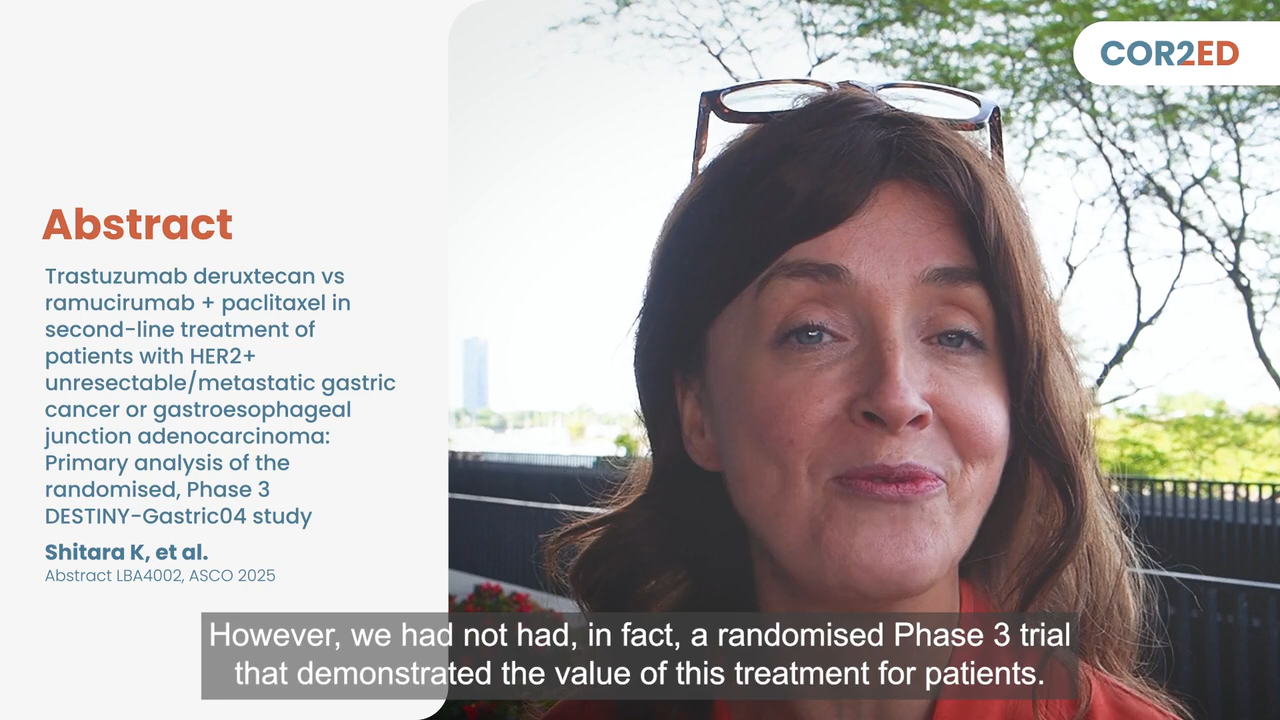 COR2ED
Abstract
Trastuzumab deruxtecan vs
ramucirumab + paclitaxel in
second-line treatment of
patients with HER2+
unresectable/metastatic gastric
cancer or gastroesophageal
junction adenocarcinoma:
Primary analysis of the
randomised, Phase 3
DESTINY-Gastric04 study
Shitara K, et al.
Abstract LBA4002, ASCO 2025
However, we had not had, in fact, a randomised Phase 3 trial
that demonstrated the value of this treatment for patients.